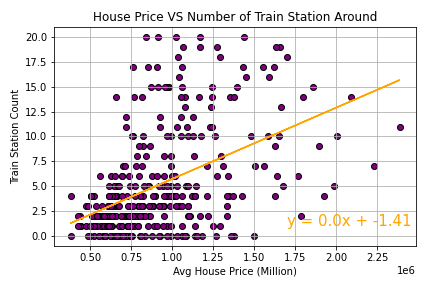 House Price VS Number of Train Station Around
20.0
17.5
15.0
12.5
10.0
7.5
5.0
2.5
0.0
Train Station Count
y = 0.0x + -1.41
0.50 0.75 1.00 1.25 1.50 1.75 2.00 2.25
1e6
Avg House Price (Million)